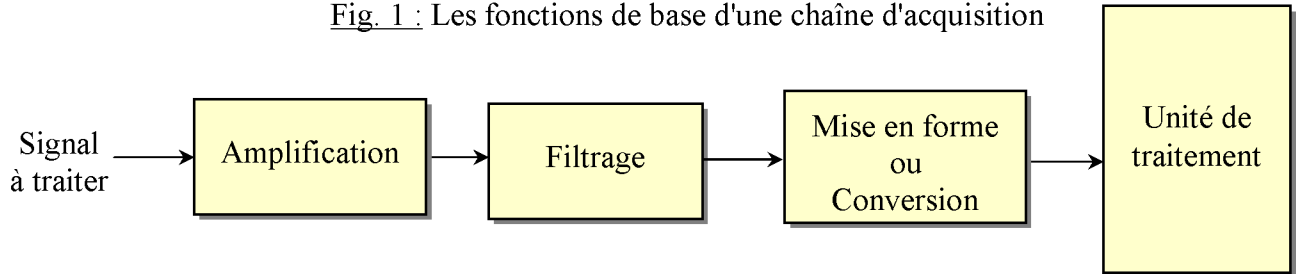 Fig. 1 : Les fonctions de base d'une chaîne d'acquisition
Signal
à traiter
Amplification
Filtrage
Mise en forme
ou
Conversion
Unité de
traitement